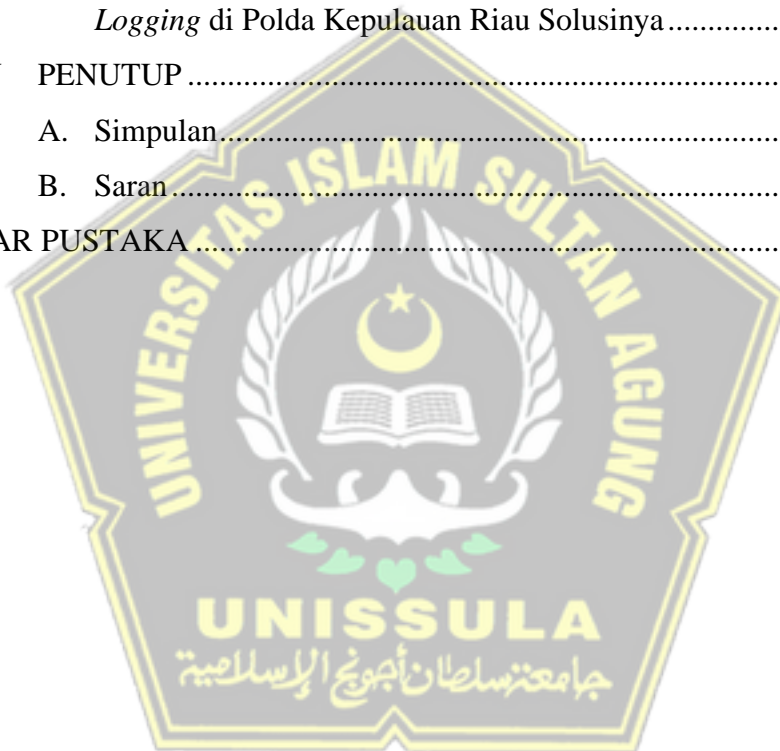 Logging di Polda Kepulauan Riau Solusinya..............
PENUTUP..............................................................................
A. Simpulan..........................................................................
B. Saran................................................................................
AR PUSTAKA.............................................................................
UNIVERSITAS ISLAM SULTAN AGUNG
UNISSULA
جامعة سلطان أجونج الإسلامية